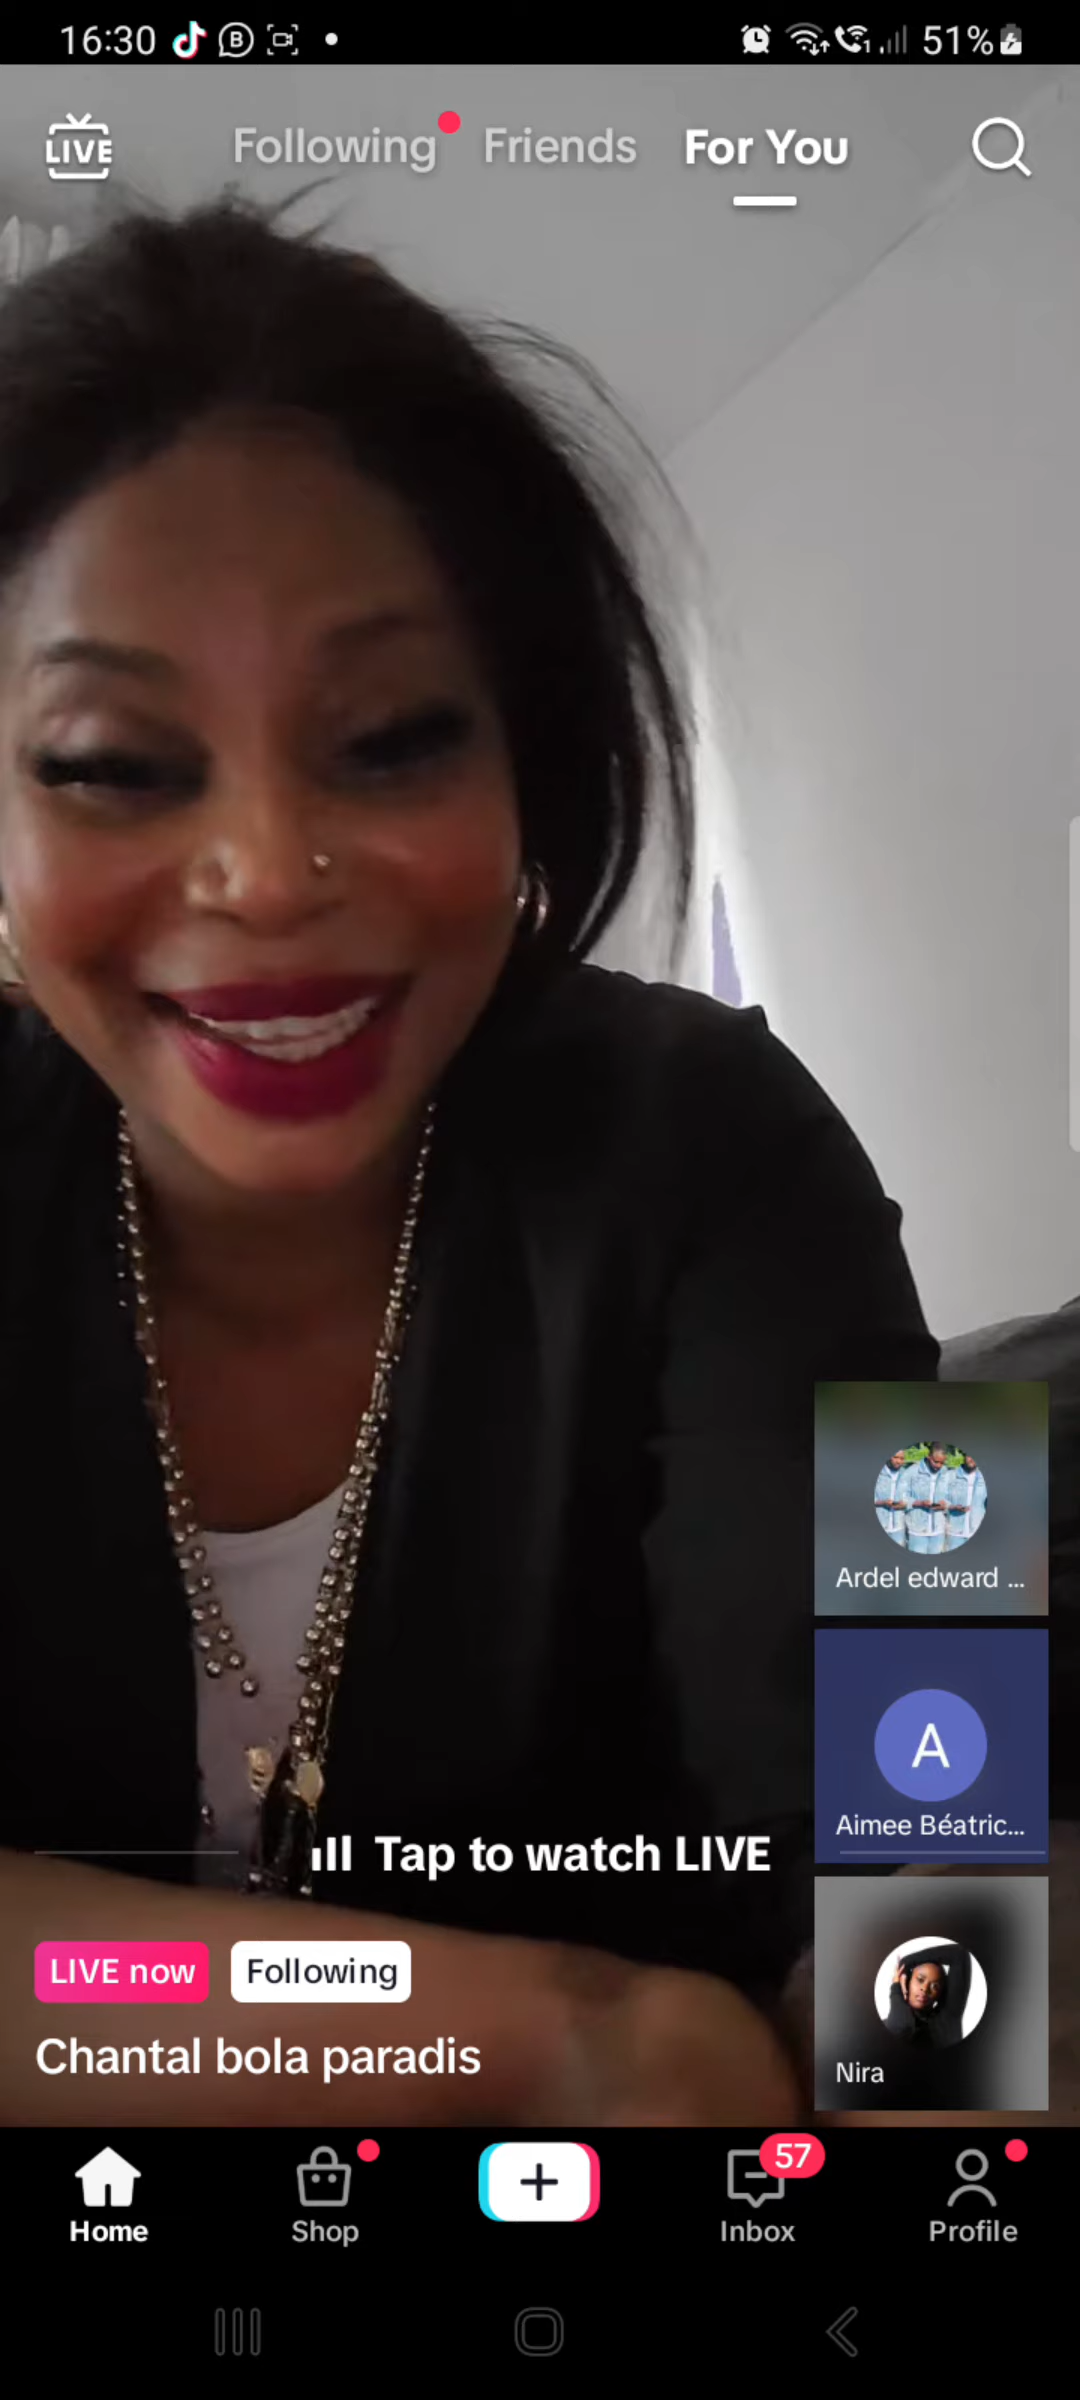 16:30
51%
LIVE
Following
Friends
For You
Ardel edward ...
A
Aimee Béatric...
Tap to watch LIVE
LIVE now
Following
Chantal bola paradis
Nira
57
Home
Shop
Inbox
Profile